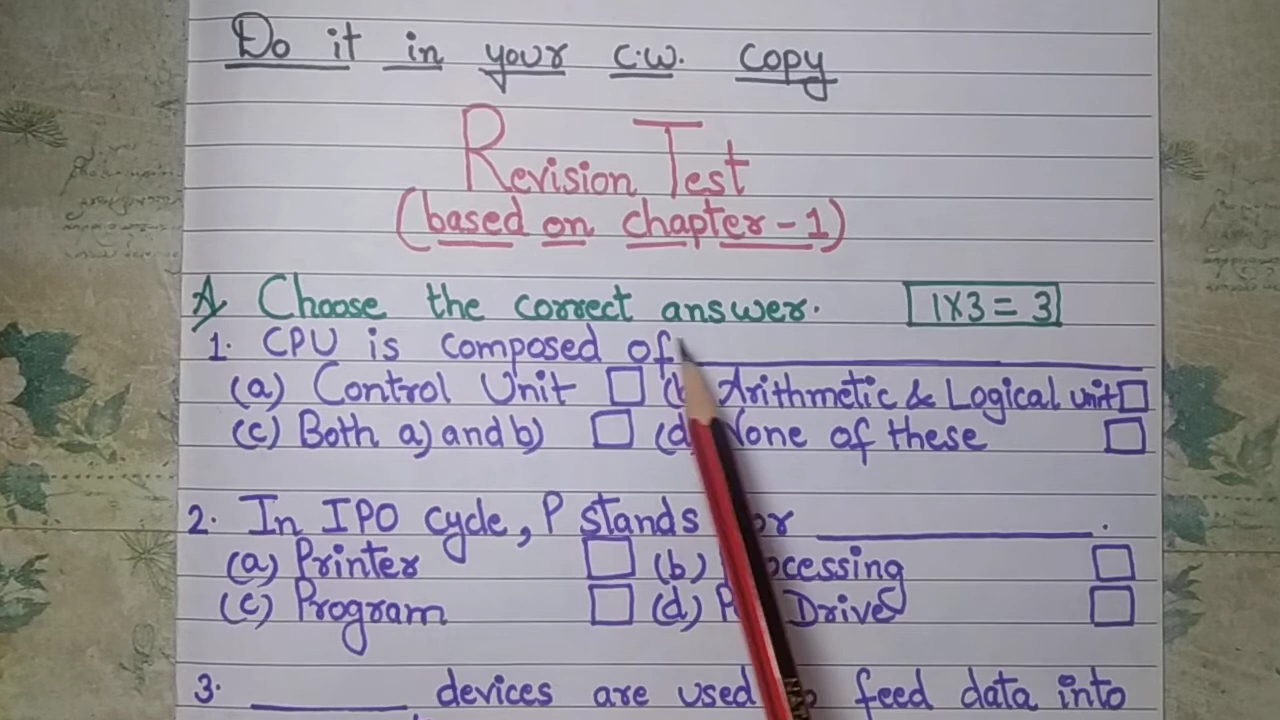 Do it in your C.W. Copy
Revision Test
(based on chapter-1)
A Choose the correct answer. 1x3=3
1. CPU is composed of
(a) Control Unit (b) Arithmetic & Logical unit
(c) Both a) and b) (d) None of these
2. In IPO cycle, P stands for .
(a) Printer (b) Processing
(c) Program (d) Drive
3. devices are used feed data into